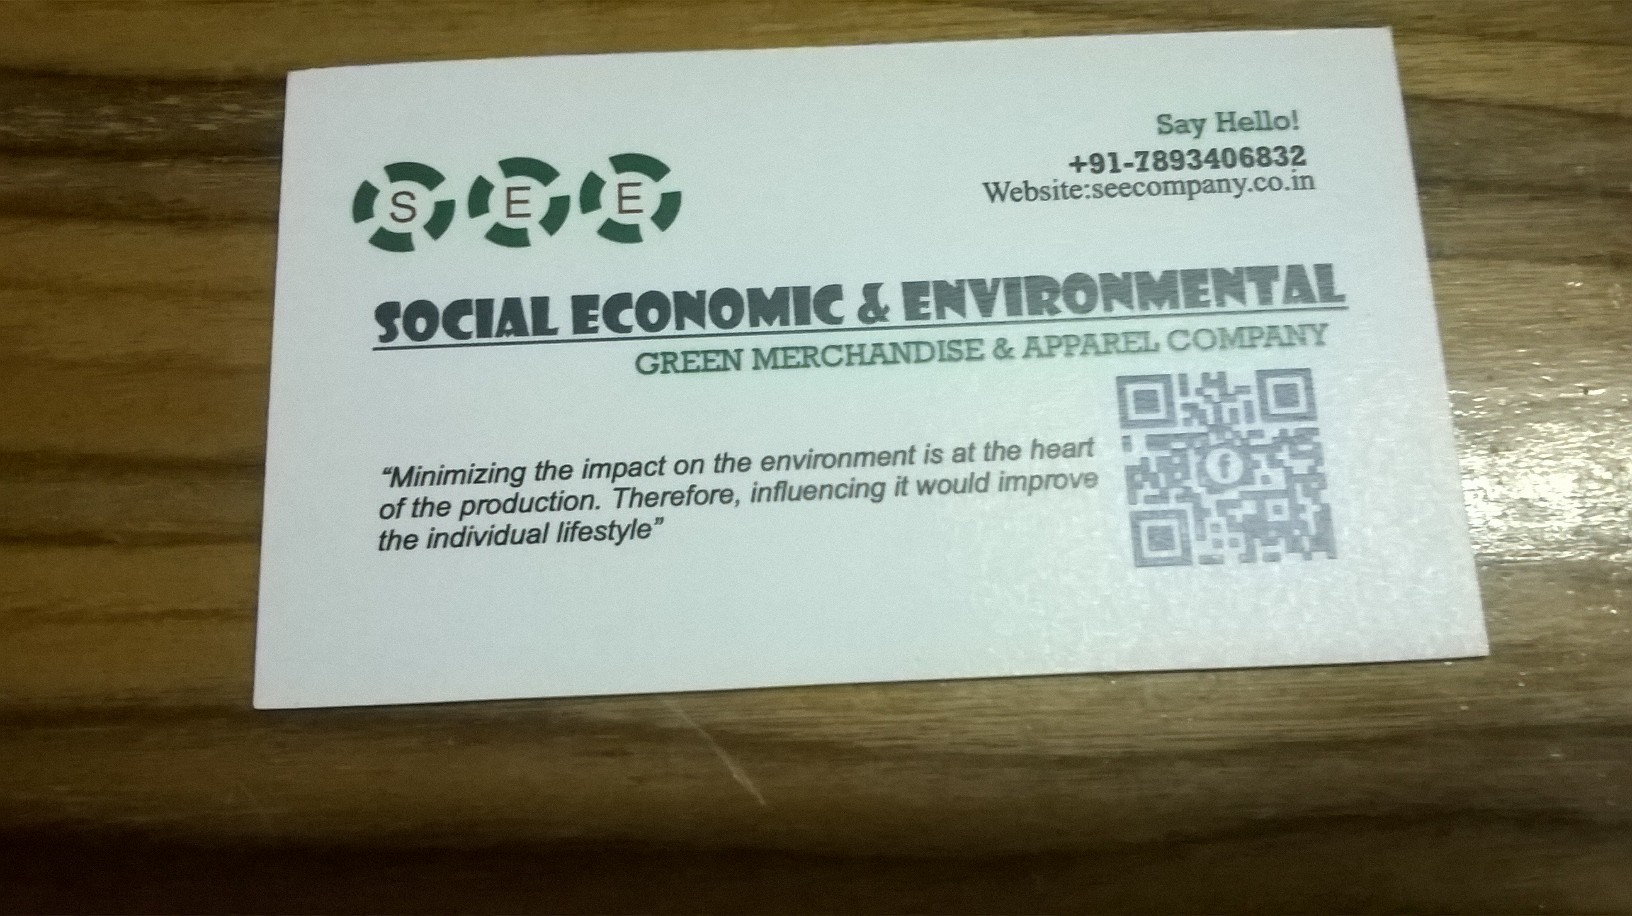 S E E
Say Hello!
+91-7893406832
Website:seecompany.co.in
SOCIAL ECONOMIC & ENVIRONMENTAL
GREEN MERCHANDISE & APPAREL COMPANY
“Minimizing the impact on the environment is at the heart
of the production. Therefore, influencing it would improve
the individual lifestyle”
f